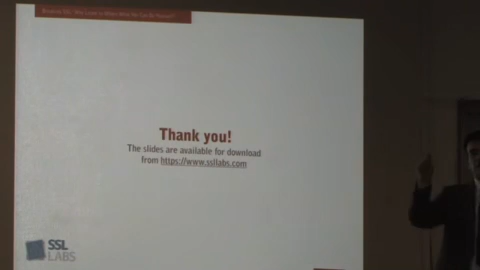 Thank you!
The slides are available for download
from https://www.ssllabs.com
SSL
LABS